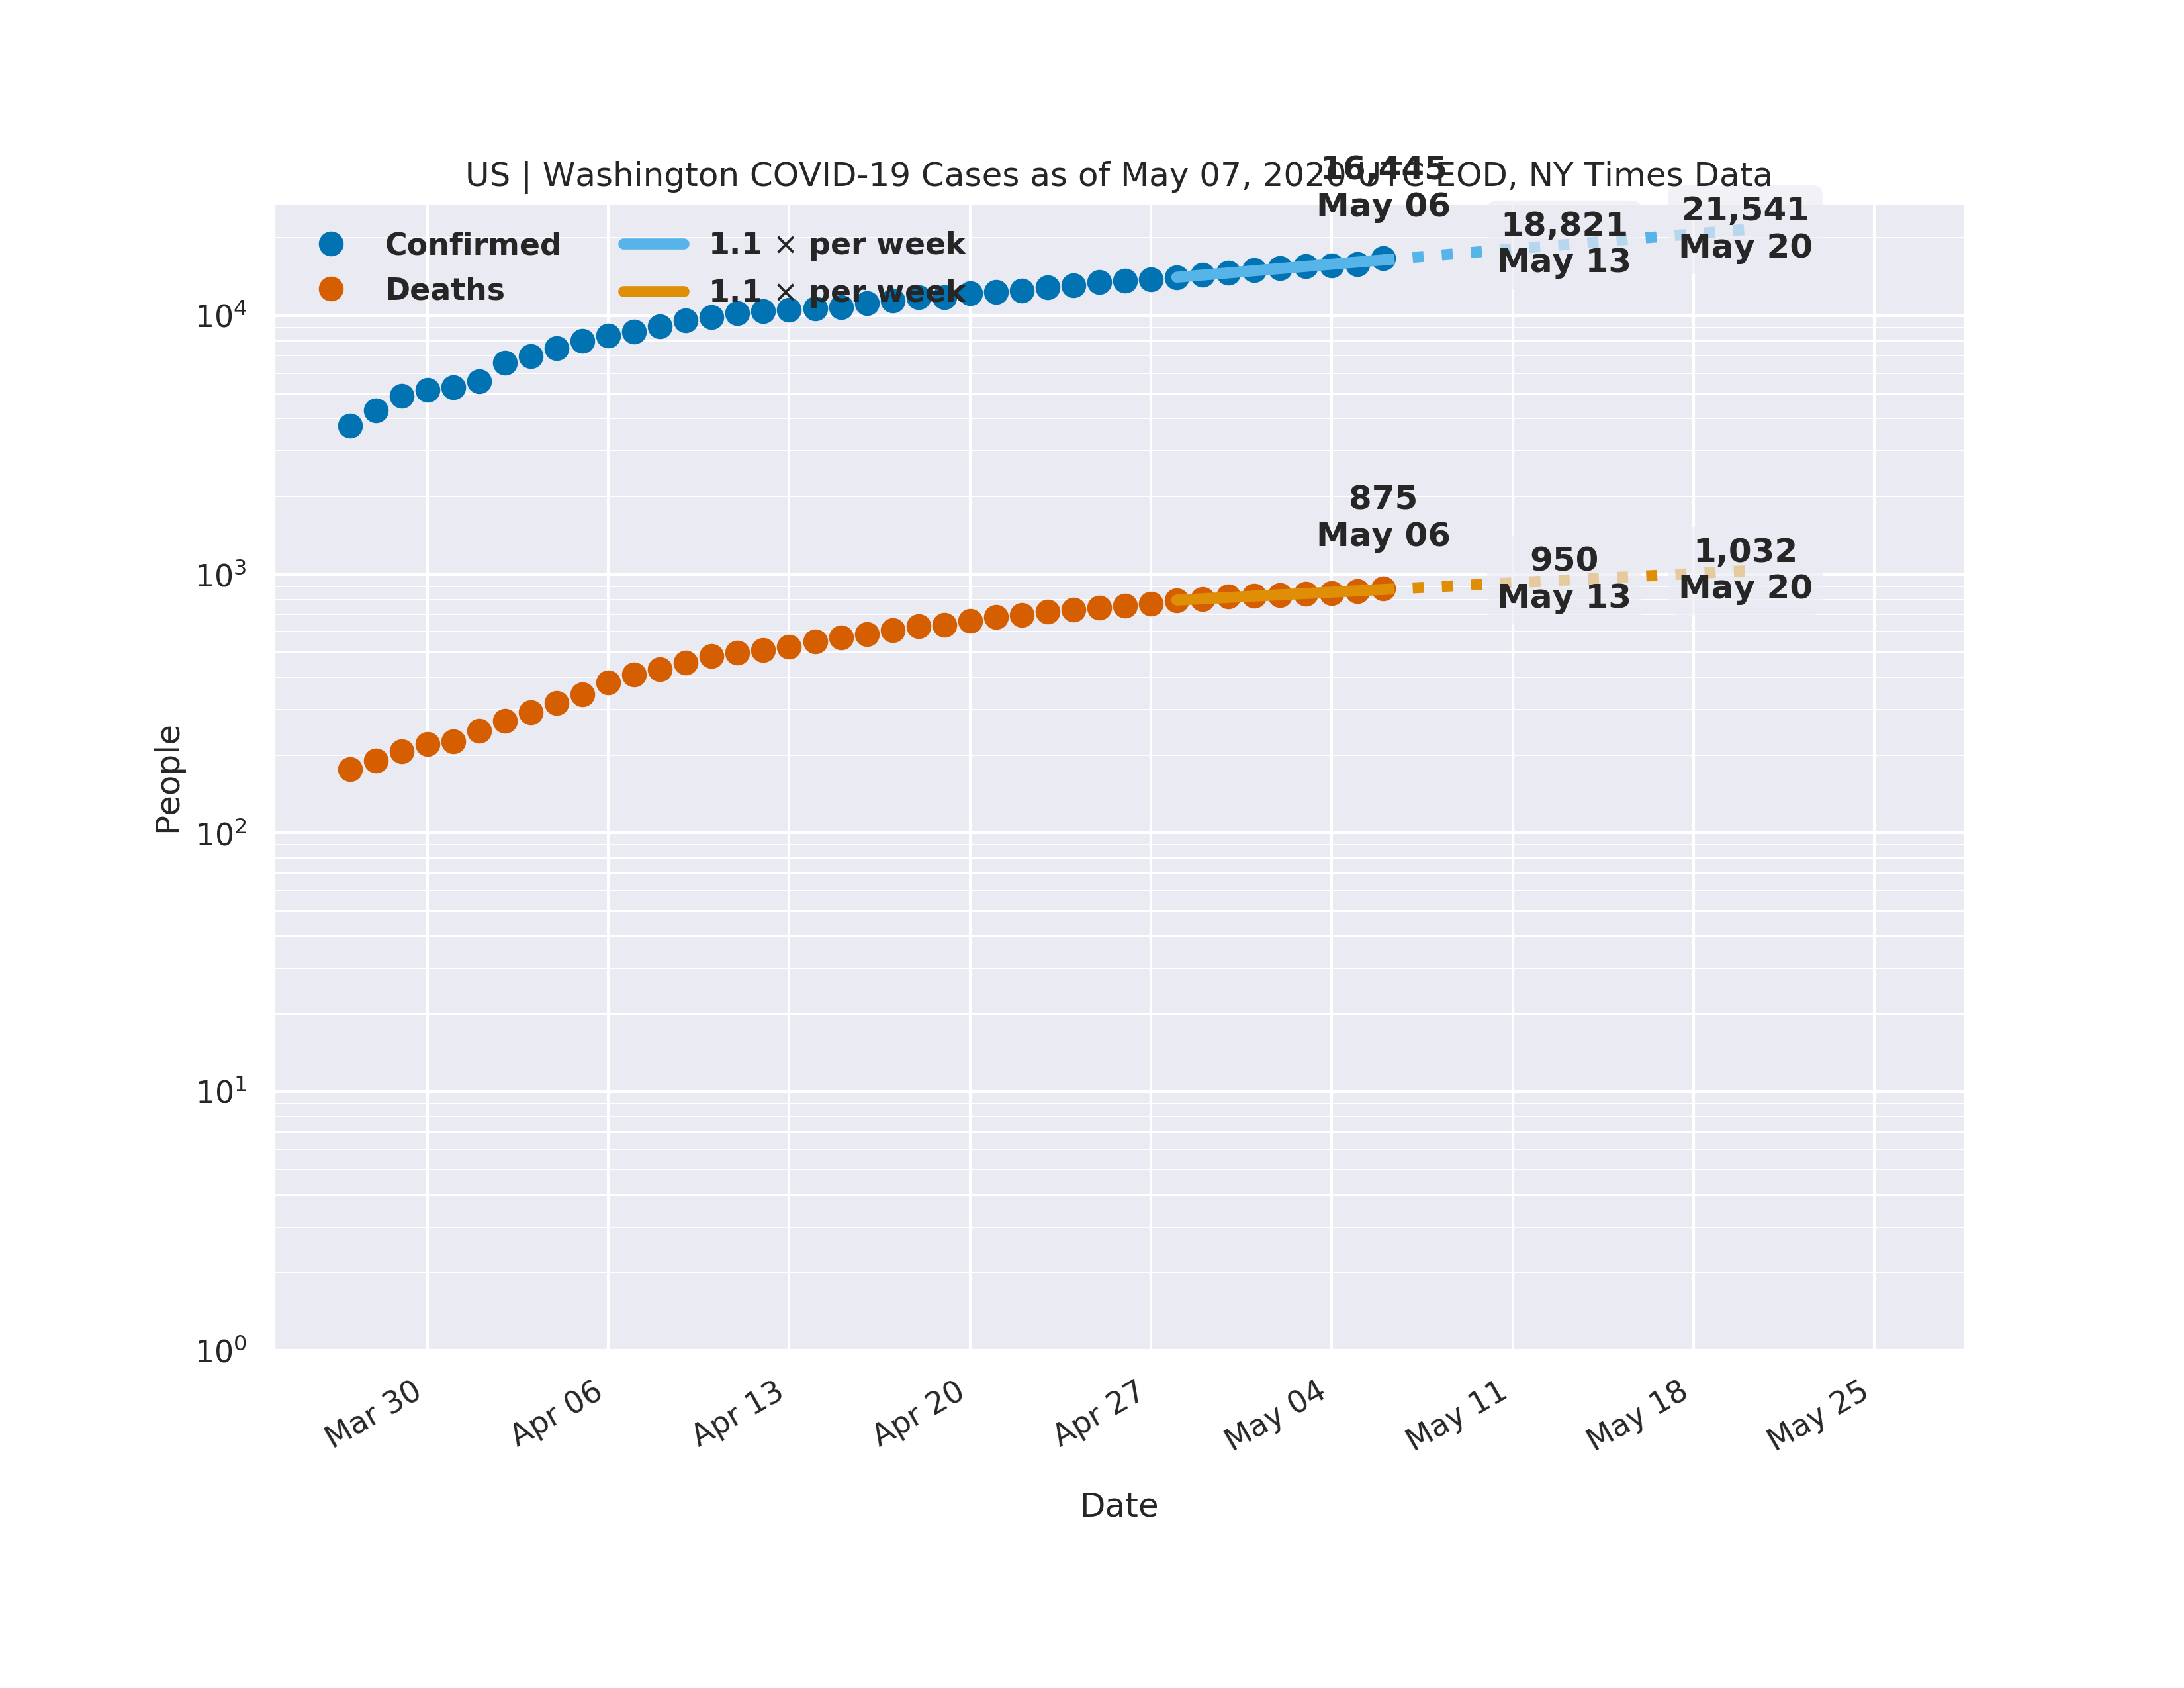 US | Washington COVID-19 Cases as of May 07, 2020 UTC EOD, NY Times Data
16,445
May 06
18,821
May 13
21,541
May 20
Confirmed
Deaths
1.1 × per week
1.1 × per week
875
May 06
950
May 13
1,032
May 20
People
10⁴
10³
10²
10¹
10⁰
Mar 30
Apr 06
Apr 13
Apr 20
Apr 27
May 04
May 11
May 18
May 25
Date